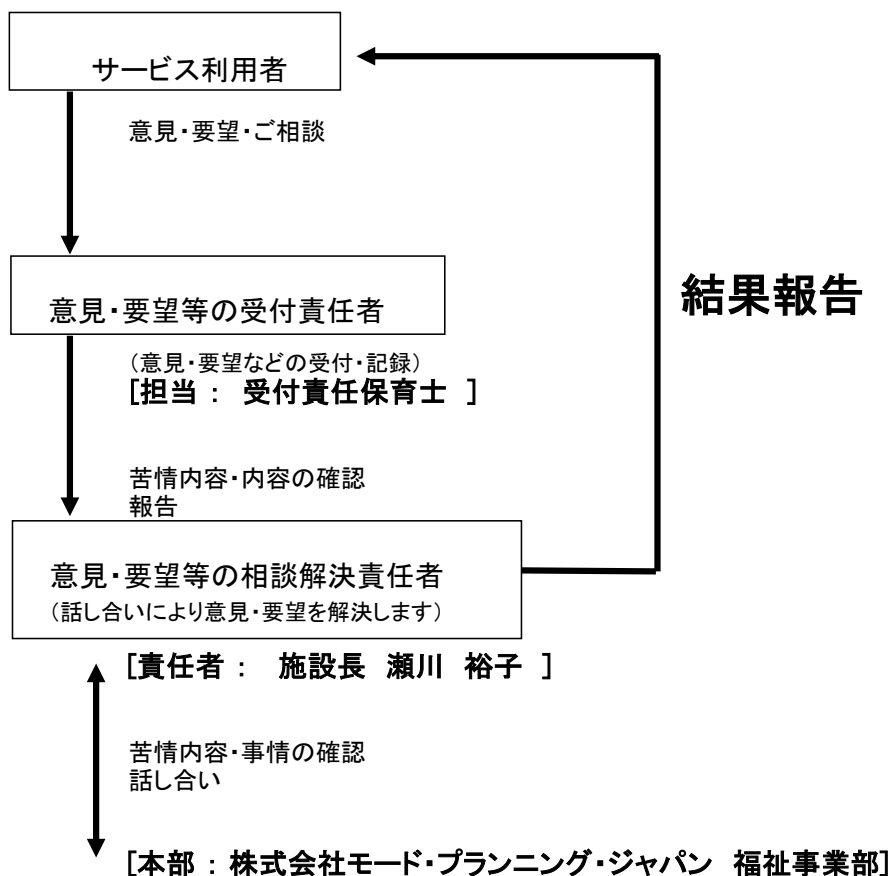 サービス利用者
意見・要望・ご相談
意見・要望等の受付責任者
（意見・要望などの受付・記録）
［担当 ： 受付責任保育士 ］
結果報告
苦情内容・内容の確認
報告
意見・要望等の相談解決責任者
（話し合いにより意見・要望を解決します）
［責任者 ： 施設長 瀬川 裕子 ］
苦情内容・事情の確認
話し合い
［本部 ： 株式会社モード・プランニング・ジャパン 福祉事業部］